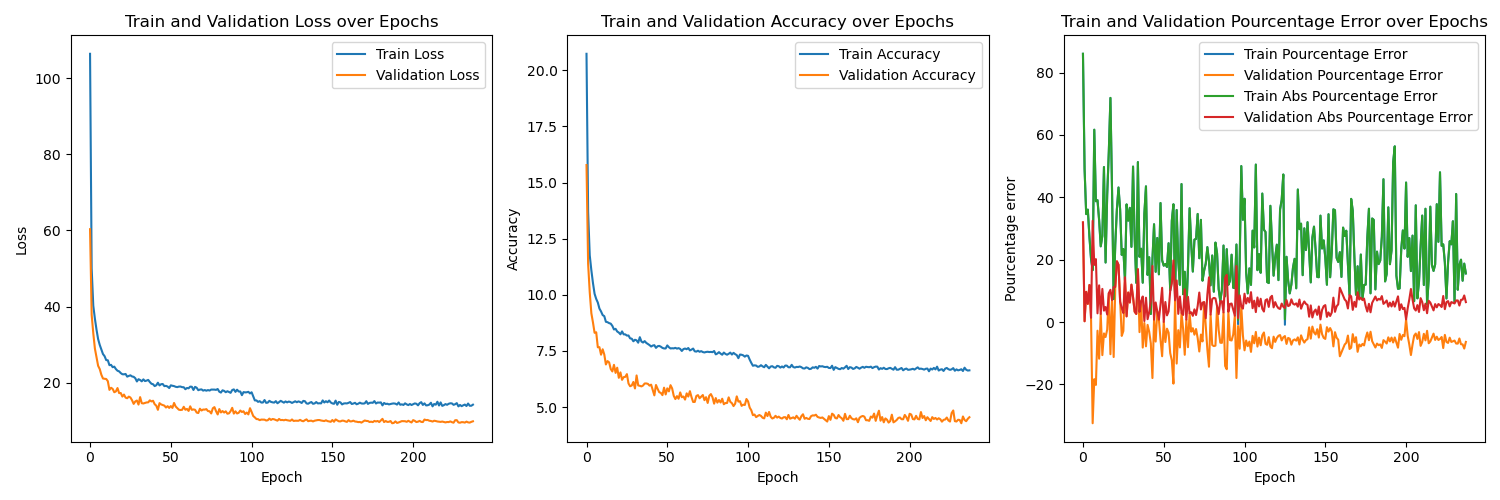 Train and Validation Loss over Epochs
Train Loss
Validation Loss
100
80
60
40
20
Loss
0
50
100
150
200
Epoch
Train and Validation Accuracy over Epochs
Train Accuracy
Validation Accuracy
20.0
17.5
15.0
12.5
10.0
7.5
5.0
Accuracy
0
50
100
150
200
Epoch
Train and Validation Pourcentage Error over Epochs
Train Pourcentage Error
Validation Pourcentage Error
Train Abs Pourcentage Error
Validation Abs Pourcentage Error
80
60
40
20
0
−20
Pourcentage error
0
50
100
150
200
Epoch